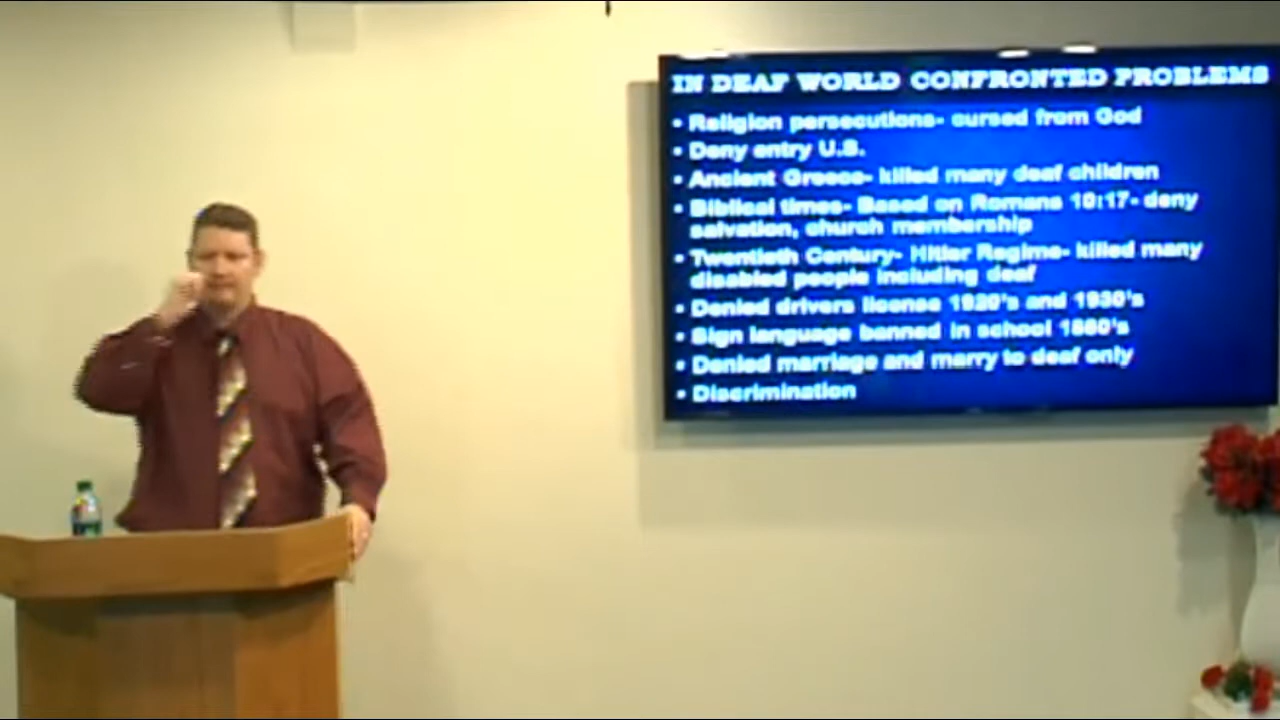 IN DEAF WORLD CONFRONTED PROBLEMS
• Religion persecutions- cursed from God
• Deny entry U.S.
• Ancient Greece- killed many deaf children
• Biblical times- Based on Romans 10:17- deny
salvation, church membership
• Twentieth Century- Hitler Regime- killed many
disabled people including deaf
• Denied drivers license 1920's and 1930's
• Sign language banned in school 1880's
• Denied marriage and marry to deaf only
• Discrimination